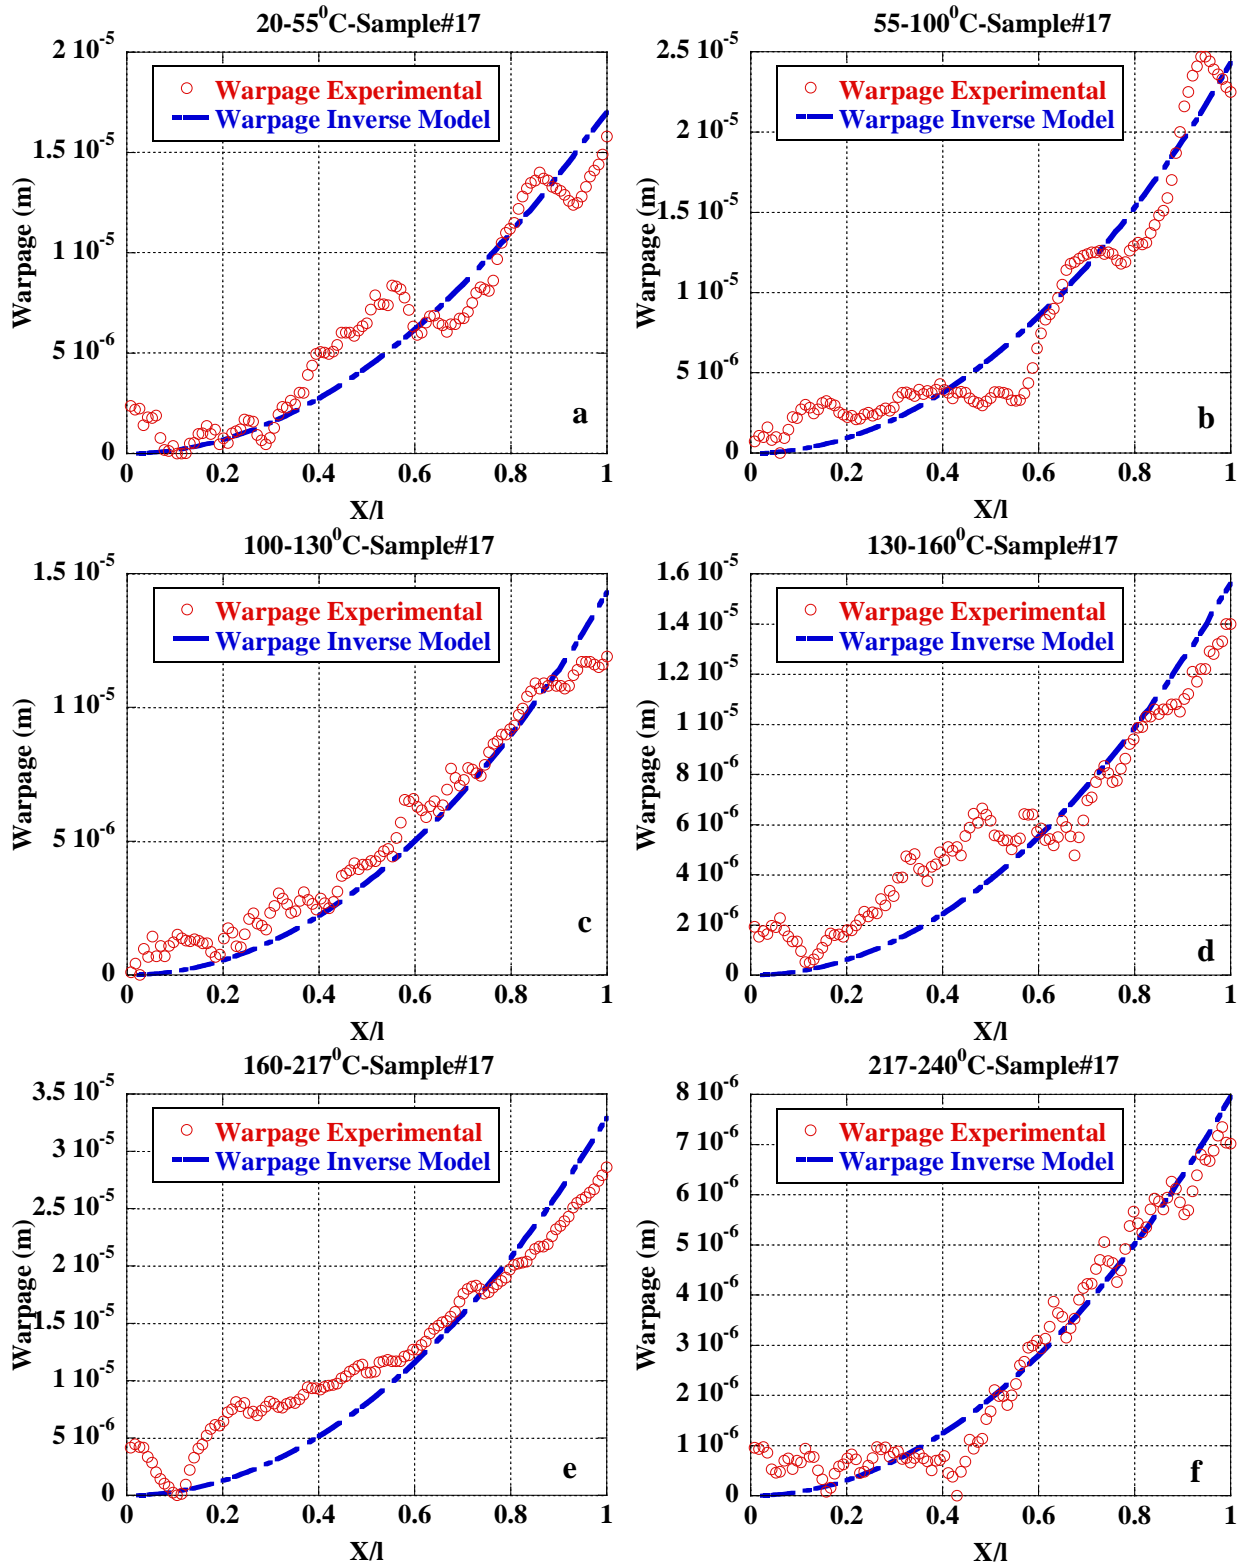 20-55⁰C-Sample#17
2 10⁻⁵
1.5 10⁻⁵
1 10⁻⁵
5 10⁻⁶
0
Warpage (m)
Warpage Experimental
Warpage Inverse Model
a
0 0.2 0.4 0.6 0.8 1
X/l
55-100⁰C-Sample#17
2.5 10⁻⁵
2 10⁻⁵
1.5 10⁻⁵
1 10⁻⁵
5 10⁻⁶
0
Warpage (m)
Warpage Experimental
Warpage Inverse Model
b
0 0.2 0.4 0.6 0.8 1
X/l
100-130⁰C-Sample#17
1.5 10⁻⁵
1 10⁻⁵
5 10⁻⁶
0
Warpage (m)
Warpage Experimental
Warpage Inverse Model
c
0 0.2 0.4 0.6 0.8 1
X/l
130-160⁰C-Sample#17
1.6 10⁻⁵
1.4 10⁻⁵
1.2 10⁻⁵
1 10⁻⁵
8 10⁻⁶
6 10⁻⁶
4 10⁻⁶
2 10⁻⁶
0
Warpage (m)
Warpage Experimental
Warpage Inverse Model
d
0 0.2 0.4 0.6 0.8 1
X/l
160-217⁰C-Sample#17
3.5 10⁻⁵
3 10⁻⁵
2.5 10⁻⁵
2 10⁻⁵
1.5 10⁻⁵
1 10⁻⁵
5 10⁻⁶
0
Warpage (m)
Warpage Experimental
Warpage Inverse Model
e
0 0.2 0.4 0.6 0.8 1
X/l
217-240⁰C-Sample#17
8 10⁻⁶
7 10⁻⁶
6 10⁻⁶
5 10⁻⁶
4 10⁻⁶
3 10⁻⁶
2 10⁻⁶
1 10⁻⁶
0
Warpage (m)
Warpage Experimental
Warpage Inverse Model
f
0 0.2 0.4 0.6 0.8 1
X/l